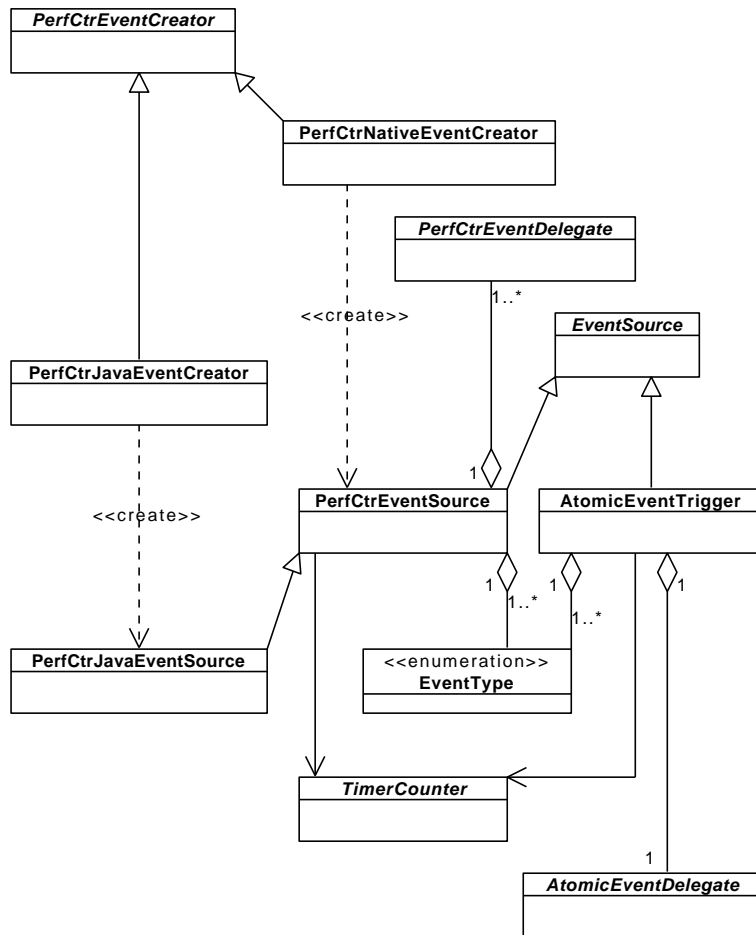 PerfCtrEventCreator
PerfCtrNativeEventCreator
PerfCtrEventDelegate
1..*
<<create>>
EventSource
PerfCtrJavaEventCreator
1
PerfCtrEventSource
AtomicEventTrigger
<<create>>
1
1
1
1..*
1..*
PerfCtrJavaEventSource
<<enumeration>>
EventType
TimerCounter
1
AtomicEventDelegate